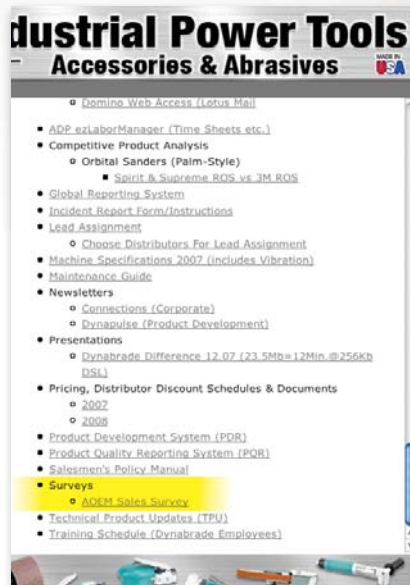 dustrial Power Tools
Accessories & Abrasives
MADE IN
USA
Domino Web Access (Lotus Mail
ADP ezLaborManager (Time Sheets etc.)
Competitive Product Analysis
Orbital Sanders (Palm-Style)
Spirit & Supreme ROS vs 3M ROS
Global Reporting System
Incident Report Form/Instructions
Lead Assignment
Choose Distributors For Lead Assignment
Machine Specifications 2007 (includes Vibration)
Maintenance Guide
Newsletters
Connections (Corporate)
Dynapulse (Product Development)
Presentations
Dynabrade Difference 12.07 (23.5Mb=12Min.@256Kb
DSL)
Pricing, Distributor Discount Schedules & Documents
2007
2008
Product Development System (PDR)
Product Quality Reporting System (PQR)
Salesmen's Policy Manual
Surveys
AOEM Sales Survey
Technical Product Updates (TPU)
Training Schedule (Dynabrade Employees)